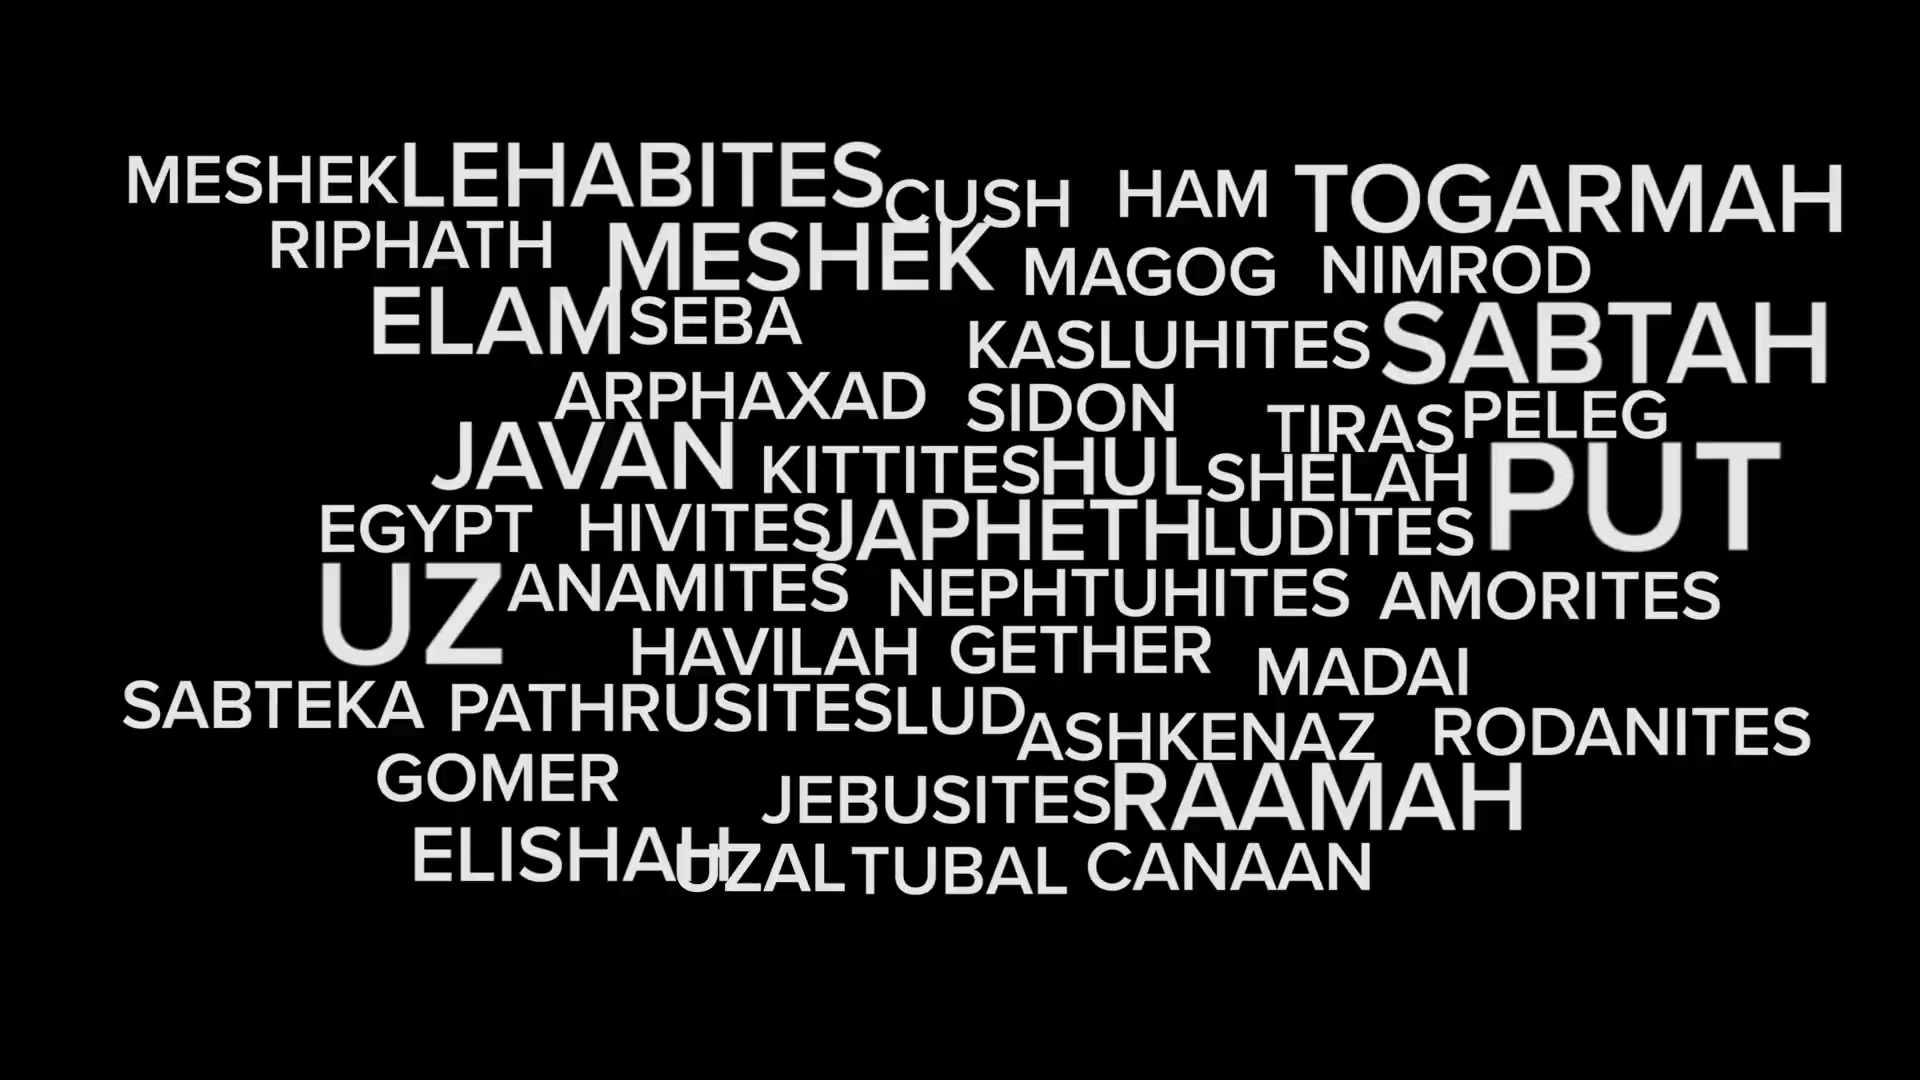 MESHEK LEHABITES CUSH HAM TOGARMAH
RIPHATH MESHEK MAGOG NIMROD
ELAM SEBA KASLUHITES SABTAH
ARPHAXAD SIDON TIRAS PELEG
JAVAN KITTITES HUL SHELAH PUT
EGYPT HIVITES JAPHETH LUDITES
UZ ANAMITES NEPHTUHITES AMORITES
HAVILAH GETHER MADAI
SABTEKA PATHRUSITES LUD ASHKENAZ RODANITES
GOMER JEBUSITES RAAMAH
ELISHAH UZAL TUBAL CANAAN